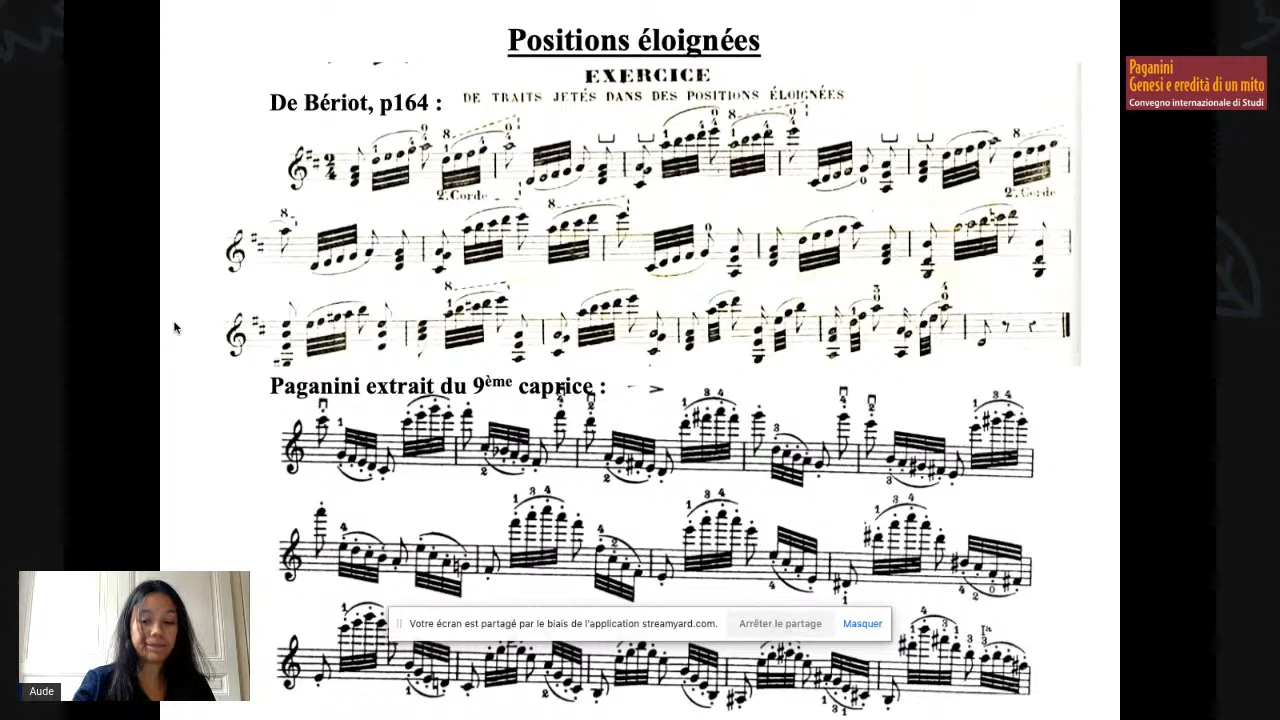 Positions éloignées
EXERCICE
De Bériot, p164 :
DE TRAITS JETÉS DANS DES POSITIONS ÉLOIGNÉES
2e Corde
2e Corde
Paganini extrait du 9ème caprice :
Paganini
Genesi e eredità di un mito
Convegno internazionale di Studi
Votre écran est partagé par le biais de l'application streamyard.com.
Arrêter le partage
Masquer
Aude